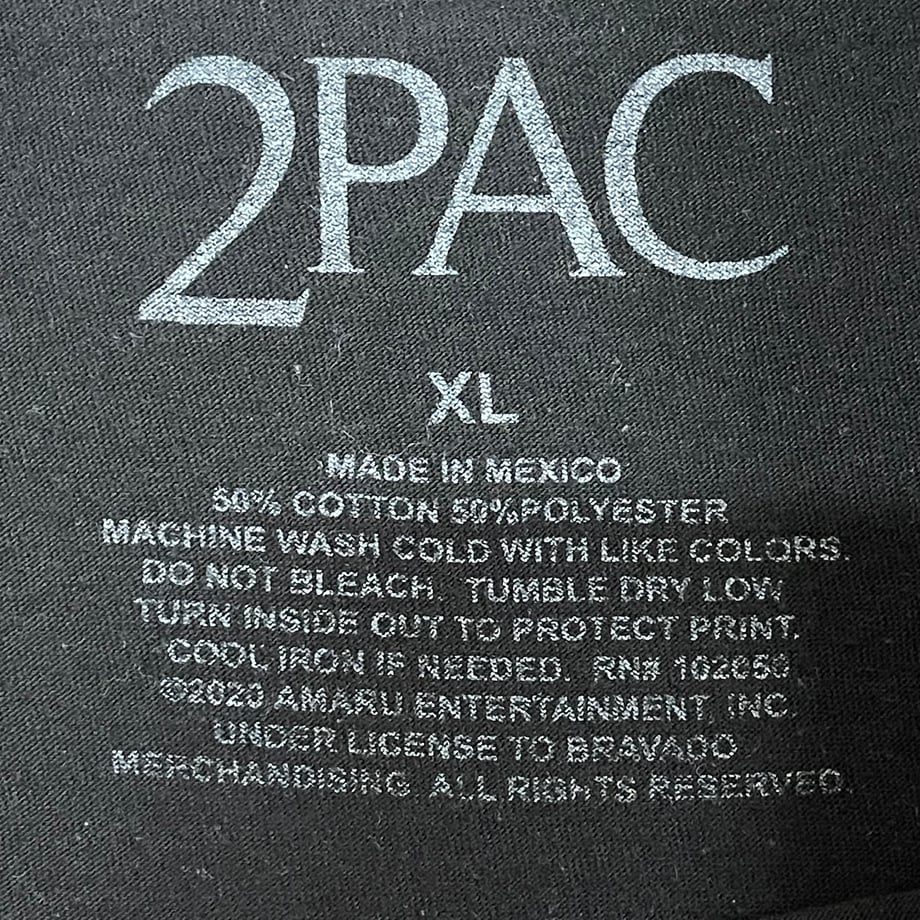 2PAC
XL
MADE IN MEXICO
50% COTTON 50%POLYESTER
MACHINE WASH COLD WITH LIKE COLORS.
DO NOT BLEACH. TUMBLE DRY LOW
TURN INSIDE OUT TO PROTECT PRINT.
COOL IRON IF NEEDED. RN# 102050
©2020 AMARU ENTERTAINMENT, INC.
UNDER LICENSE TO BRAVADO
MERCHANDISING. ALL RIGHTS RESERVED.